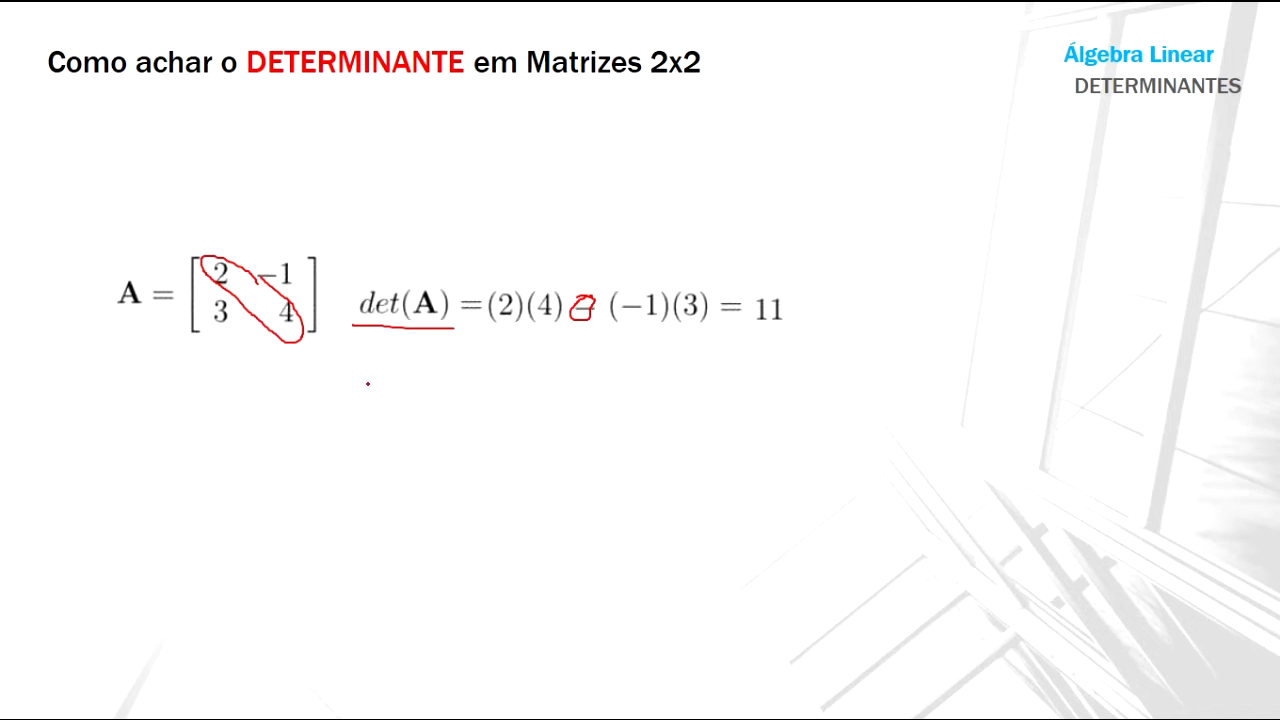 Como achar o DETERMINANTE em Matrizes 2x2
Álgebra Linear
DETERMINANTES
A = [ 2 −1
3 4 ]
det(A) = (2)(4) − (−1)(3) = 11